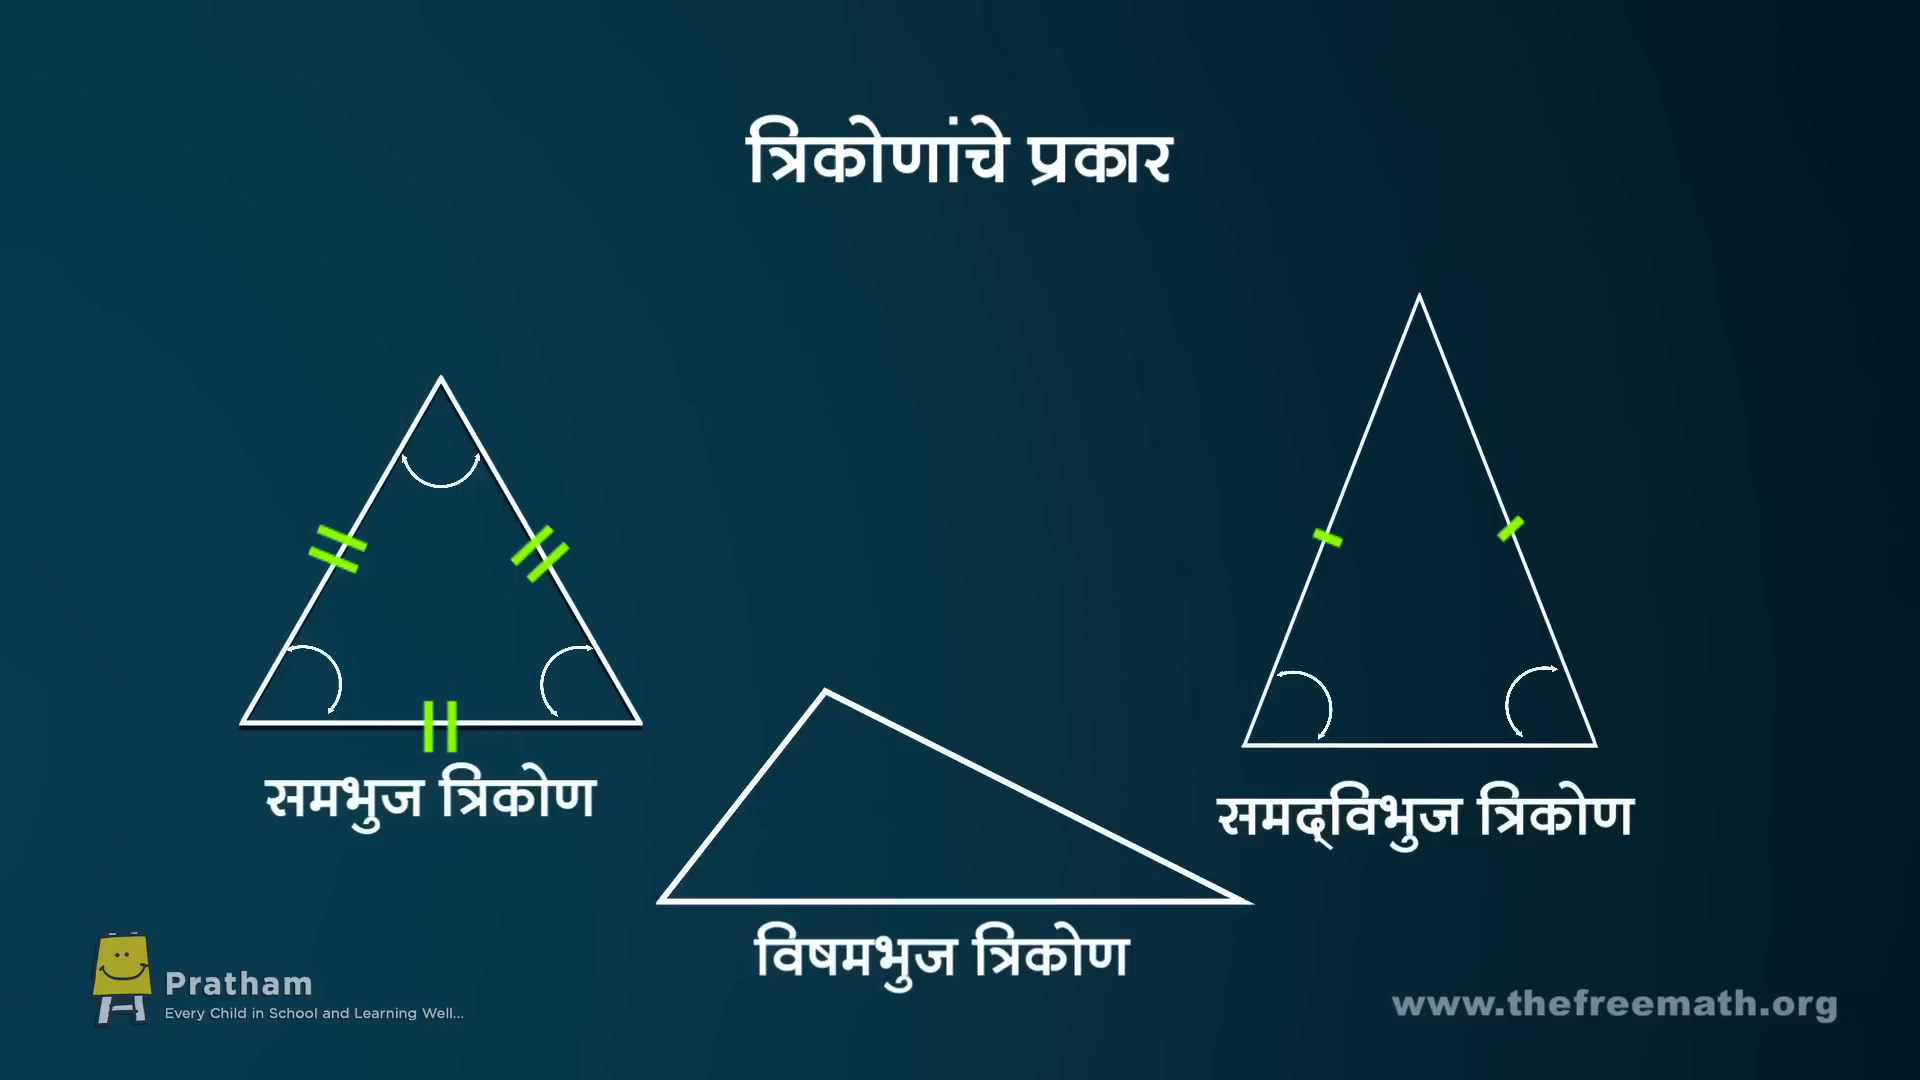 त्रिकोणांचे प्रकार
समभुज त्रिकोण
समद्‌विभुज त्रिकोण
विषमभुज त्रिकोण
Pratham
Every Child in School and Learning Well...
www.thefreemath.org